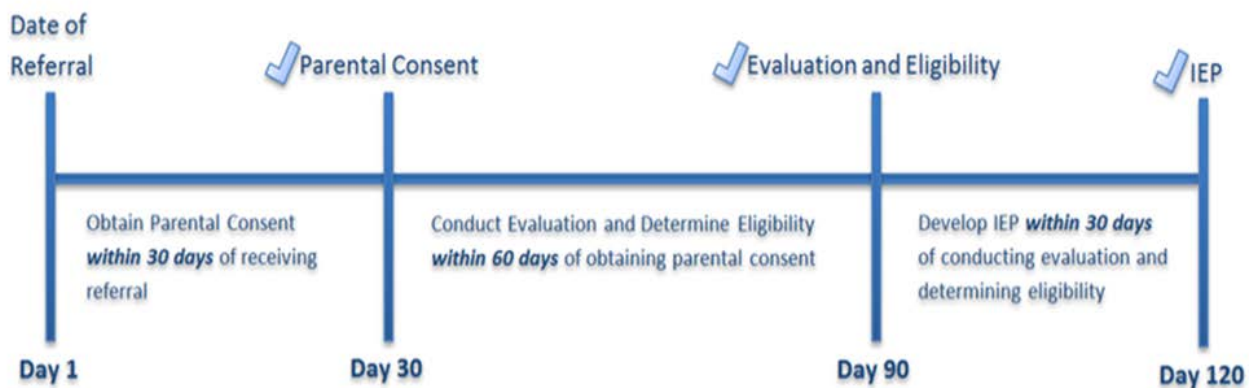 Date of
Referral
Parental Consent
Evaluation and Eligibility
IEP
Obtain Parental Consent
within 30 days of receiving
referral
Conduct Evaluation and Determine Eligibility
within 60 days of obtaining parental consent
Develop IEP within 30 days
of conducting evaluation and
determining eligibility
Day 1
Day 30
Day 90
Day 120